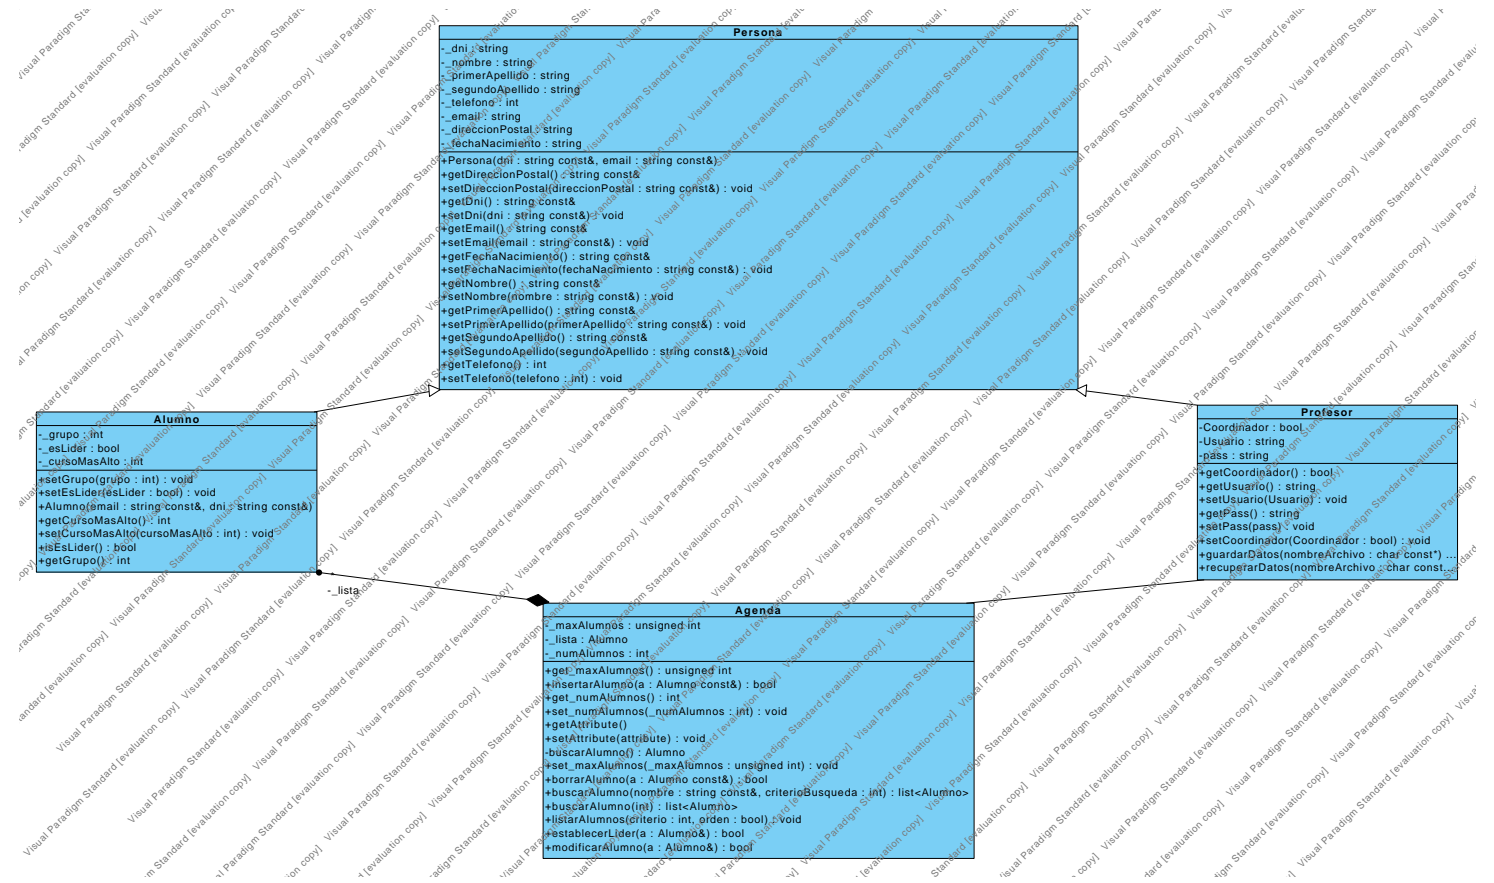 Persona
-_dni : string
-_nombre : string
-_primerApellido : string
-_segundoApellido : string
-_telefono : int
-_email : string
-_direccionPostal : string
-_fechaNacimiento : string
+Persona(dni : string const&, email : string const&)
+getDireccionPostal() : string const&
+setDireccionPostal(direccionPostal : string const&) : void
+getDni() : string const&
+setDni(dni : string const&) : void
+getEmail() : string const&
+setEmail(email : string const&) : void
+getFechaNacimiento() : string const&
+setFechaNacimiento(fechaNacimiento : string const&) : void
+getNombre() : string const&
+setNombre(nombre : string const&) : void
+getPrimerApellido() : string const&
+setPrimerApellido(primerApellido : string const&) : void
+getSegundoApellido() : string const&
+setSegundoApellido(segundoApellido : string const&) : void
+getTelefono() : int
+setTelefono(telefono : int) : void
Alumno
-_grupo : int
-_esLider : bool
-_cursoMasAlto : int
+setGrupo(grupo : int) : void
+setEsLider(esLider : bool) : void
+Alumno(email : string const&, dni : string const&)
+getCursoMasAlto() : int
+setCursoMasAlto(cursoMasAlto : int) : void
+isEsLider() : bool
+getGrupo() : int
Profesor
-Coordinador : bool
-Usuario : string
-pass : string
+getCoordinador() : bool
+getUsuario() : string
+setUsuario(Usuario) : void
+getPass() : string
+setPass(pass) : void
+setCoordinador(Coordinador : bool) : void
+guardarDatos(nombreArchivo : char const*) ...
+recuperarDatos(nomreArchivo : char const...
-_lista
Agenda
-_maxAlumnos : unsigned int
-_lista : Alumno
-_numAlumnos : int
+get_maxAlumnos() : unsigned int
+insertarAlumno(a : Alumno const&) : bool
+get_numAlumnos() : int
+set_numAlumnos(_numAlumnos : int) : void
+getAttribute()
+setAttribute(attribute) : void
-buscarAlumno() : Alumno
+set_maxAlumnos(_maxAlumnos : unsigned int) : void
+borrarAlumno(a : Alumno const&) : bool
+buscarAlumno(nombre : string const&, criterioBusqueda : int) : list<Alumno>
+buscarAlumno(int) : list<Alumno>
+listarAlumnos(criterio : int, orden : bool) : void
+establecerLider(a : Alumno&) : bool
+modificarAlumno(a : Alumno&) : bool
Visual Paradigm Standard [evaluation copy]